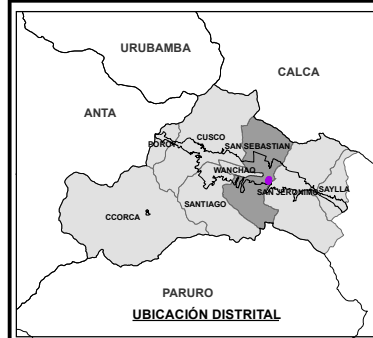 URUBAMBA
CALCA
ANTA
CUSCO
POROY
SAN SEBASTIAN
WANCHAQ
SAN JERONIMO
SAYLLA
SANTIAGO
CCORCA
PARURO
UBICACIÓN DISTRITAL